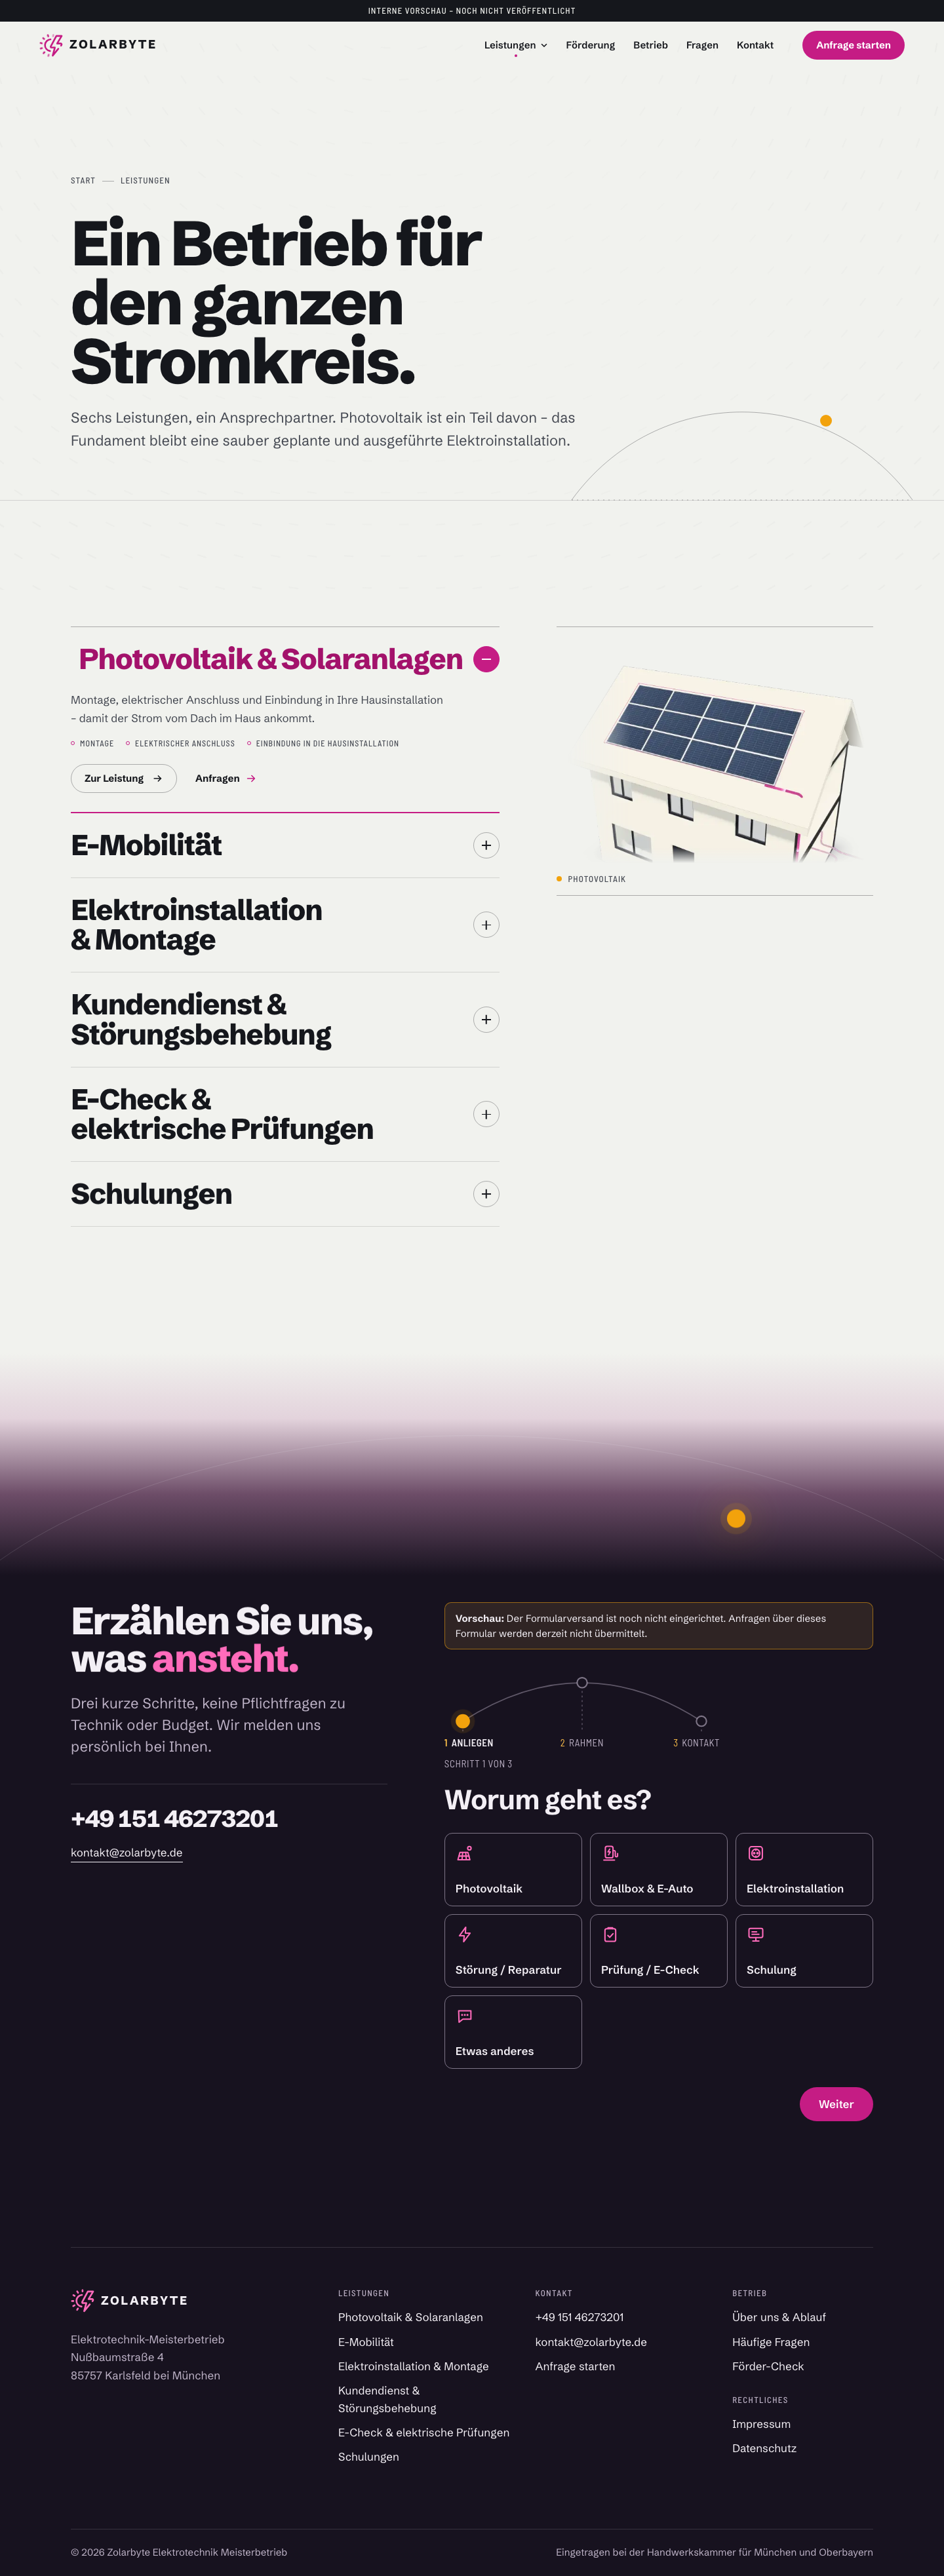 INTERNE VORSCHAU – NOCH NICHT VERÖFFENTLICHT
ZOLARBYTE
Leistungen
Förderung
Betrieb
Fragen
Kontakt
Anfrage starten
START — LEISTUNGEN
Ein Betrieb für
den ganzen
Stromkreis.
Sechs Leistungen, ein Ansprechpartner. Photovoltaik ist ein Teil davon – das
Fundament bleibt eine sauber geplante und ausgeführte Elektroinstallation.
Photovoltaik & Solaranlagen
Montage, elektrischer Anschluss und Einbindung in Ihre Hausinstallation
– damit der Strom vom Dach im Haus ankommt.
MONTAGE
ELEKTRISCHER ANSCHLUSS
EINBINDUNG IN DIE HAUSINSTALLATION
Zur Leistung →
Anfragen →
PHOTOVOLTAIK
E-Mobilität
Elektroinstallation
& Montage
Kundendienst &
Störungsbehebung
E-Check &
elektrische Prüfungen
Schulungen
Erzählen Sie uns,
was ansteht.
Drei kurze Schritte, keine Pflichtfragen zu
Technik oder Budget. Wir melden uns
persönlich bei Ihnen.
+49 151 46273201
kontakt@zolarbyte.de
Vorschau: Der Formularversand ist noch nicht eingerichtet. Anfragen über dieses
Formular werden derzeit nicht übermittelt.
1 ANLIEGEN
2 RAHMEN
3 KONTAKT
SCHRITT 1 VON 3
Worum geht es?
Photovoltaik
Wallbox & E-Auto
Elektroinstallation
Störung / Reparatur
Prüfung / E-Check
Schulung
Etwas anderes
Weiter
ZOLARBYTE
Elektrotechnik-Meisterbetrieb
Nußbaumstraße 4
85757 Karlsfeld bei München
LEISTUNGEN
Photovoltaik & Solaranlagen
E-Mobilität
Elektroinstallation & Montage
Kundendienst &
Störungsbehebung
E-Check & elektrische Prüfungen
Schulungen
KONTAKT
+49 151 46273201
kontakt@zolarbyte.de
Anfrage starten
BETRIEB
Über uns & Ablauf
Häufige Fragen
Förder-Check
RECHTLICHES
Impressum
Datenschutz
© 2026 Zolarbyte Elektrotechnik Meisterbetrieb
Eingetragen bei der Handwerkskammer für München und Oberbayern